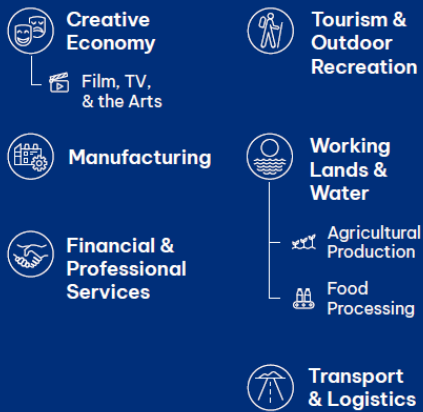 Creative
Economy
Film, TV,
& the Arts
Manufacturing
Financial &
Professional
Services
Tourism &
Outdoor
Recreation
Working
Lands &
Water
Agricultural
Production
Food
Processing
Transport
& Logistics